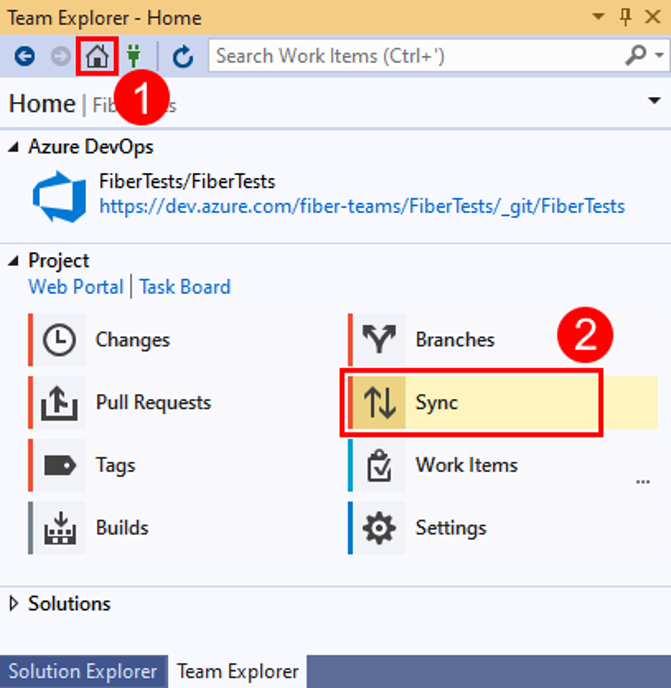 Team Explorer - Home
Search Work Items (Ctrl+')
1
Home | Fib
Azure DevOps
FiberTests/FiberTests
https://dev.azure.com/fiber-teams/FiberTests/_git/FiberTests
Project
Web Portal | Task Board
2
Changes
Branches
Pull Requests
Sync
Tags
Work Items
...
Builds
Settings
Solutions
Solution Explorer
Team Explorer